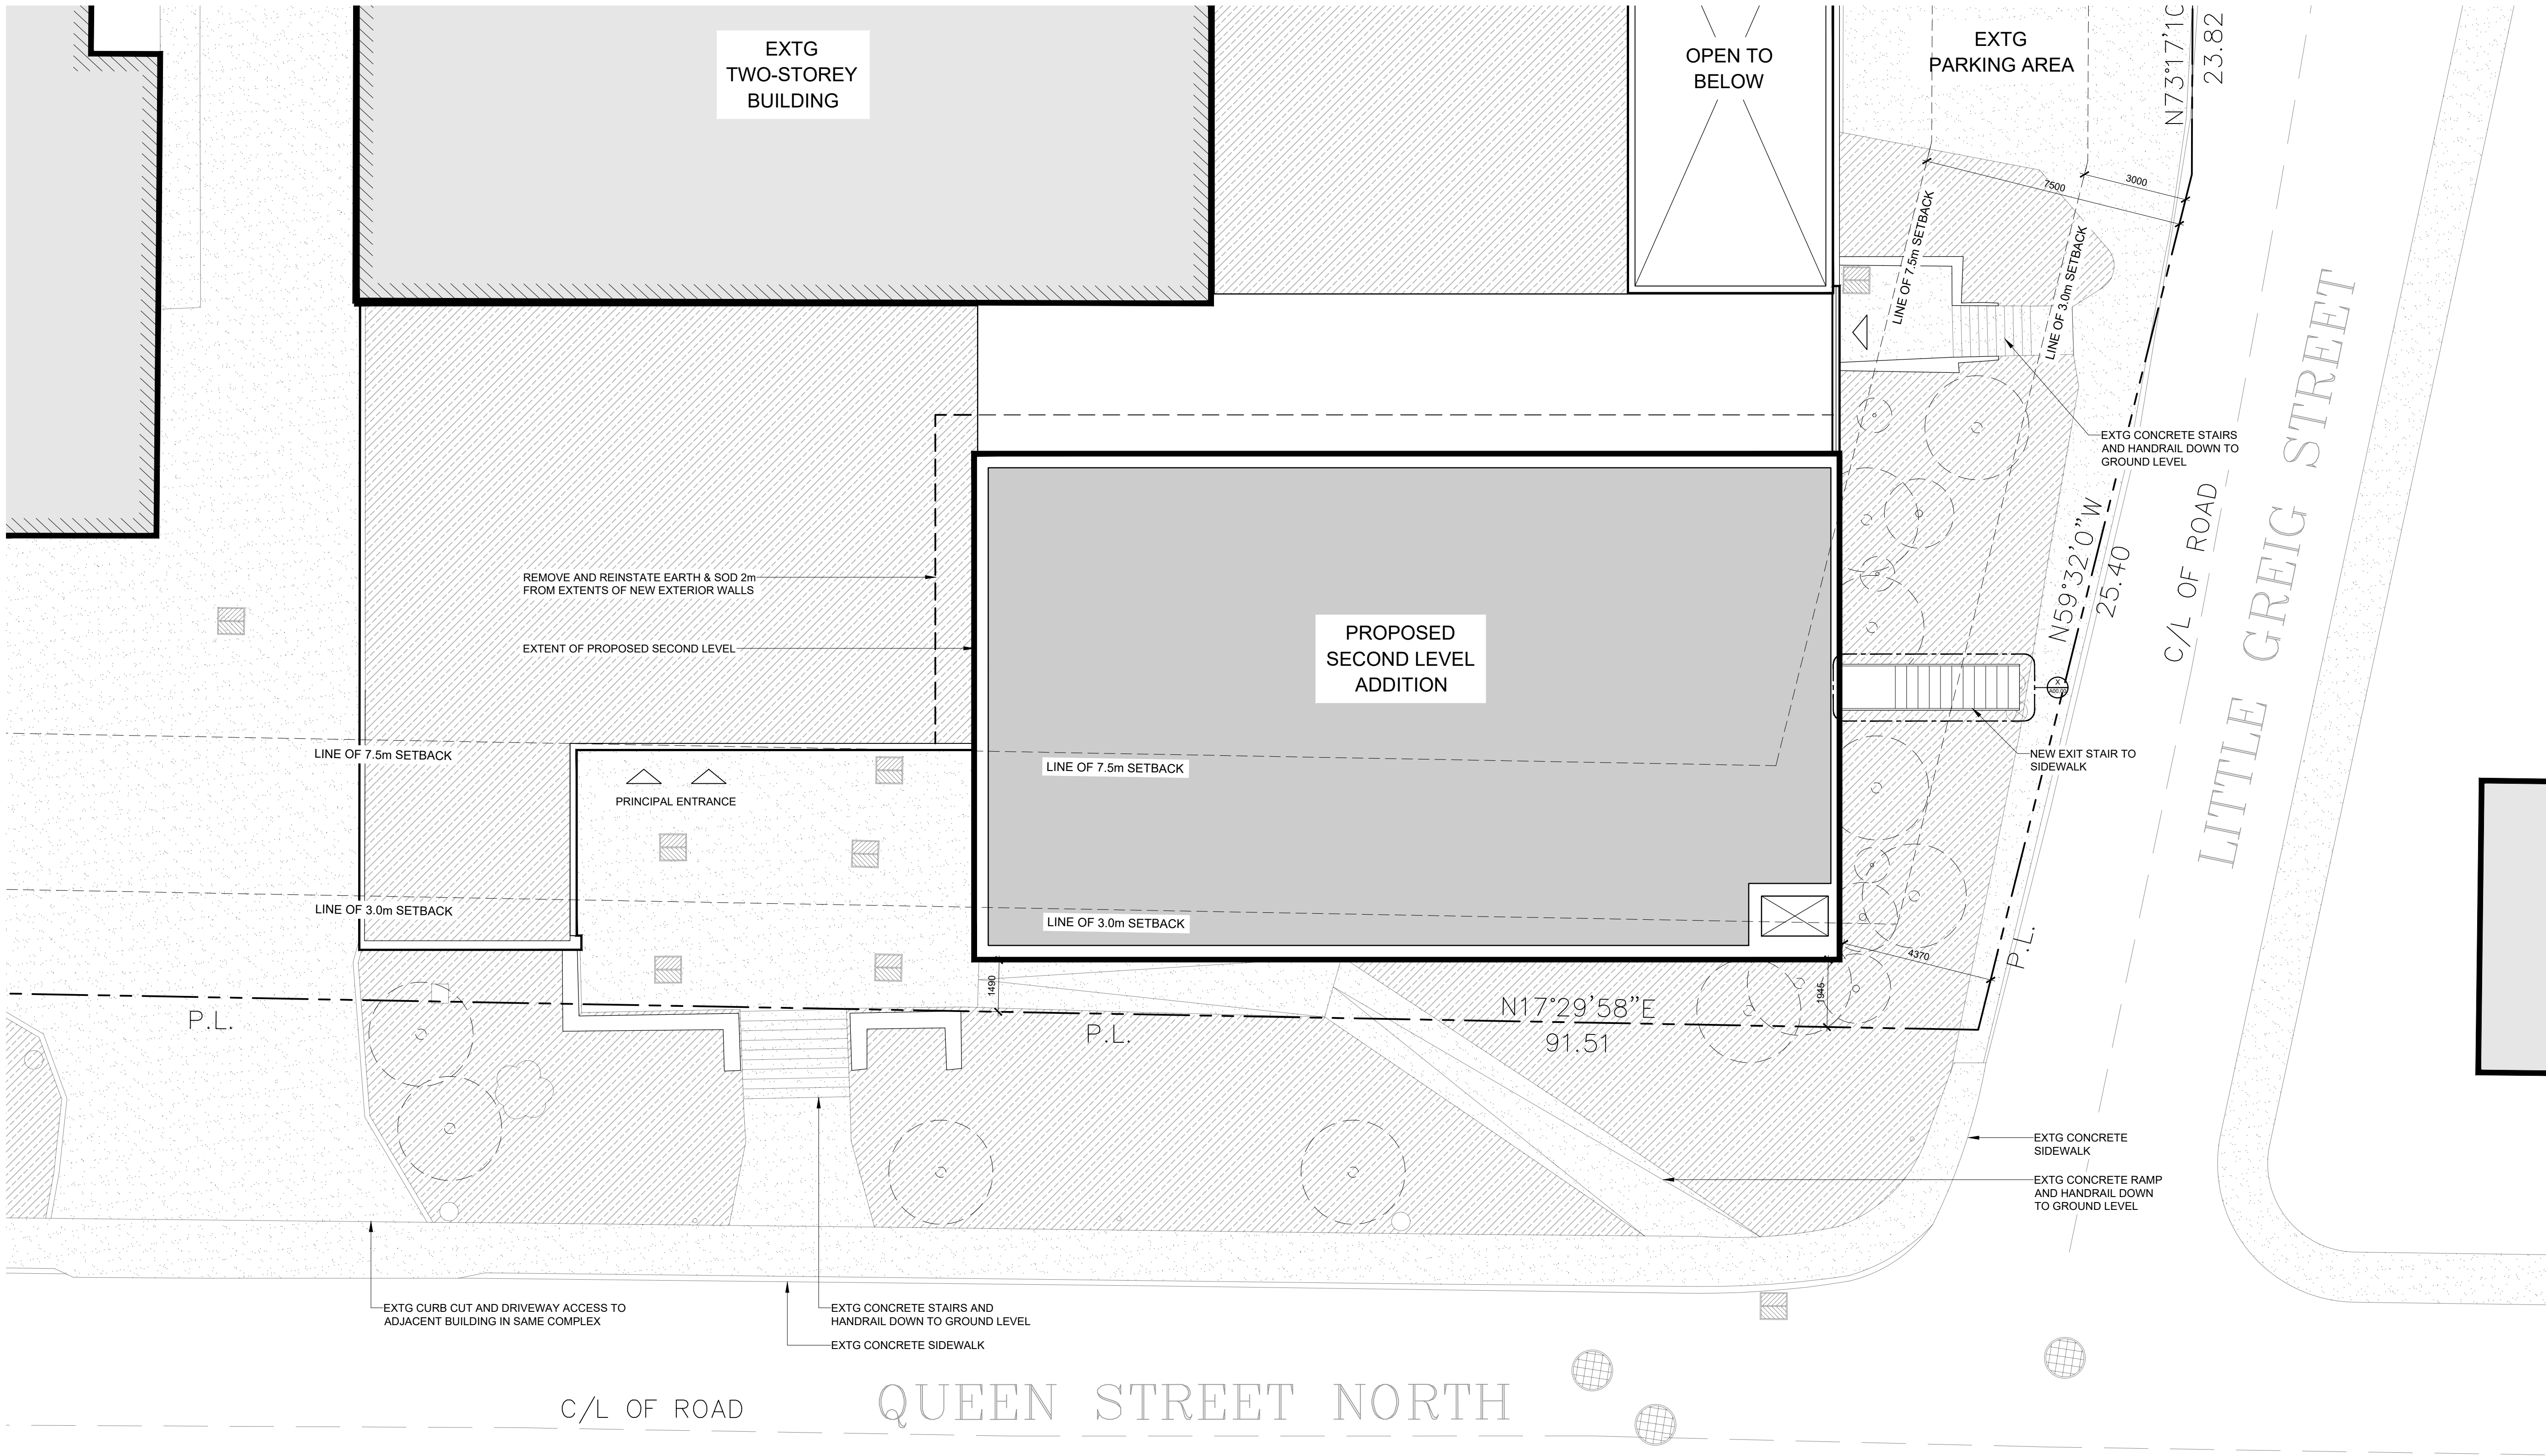 EXTG
TWO-STOREY
BUILDING
OPEN TO
BELOW
EXTG
PARKING AREA
23.82
7500
3000
LINE OF 7.5m SETBACK
LINE OF 3.0m SETBACK
EXTG CONCRETE STAIRS
AND HANDRAIL DOWN TO
GROUND LEVEL
LITTLE GREIG STREET
C/L OF ROAD
N59°32'0"W
25.40
REMOVE AND REINSTATE EARTH & SOD 2m
FROM EXTENTS OF NEW EXTERIOR WALLS
EXTENT OF PROPOSED SECOND LEVEL
PROPOSED
SECOND LEVEL
ADDITION
X
NEW EXIT STAIR TO
SIDEWALK
LINE OF 7.5m SETBACK
LINE OF 7.5m SETBACK
PRINCIPAL ENTRANCE
LINE OF 3.0m SETBACK
LINE OF 3.0m SETBACK
4370
P.L.
1490
1945
P.L.
P.L.
N17°29'58"E
91.51
EXTG CONCRETE
SIDEWALK
EXTG CONCRETE RAMP
AND HANDRAIL DOWN
TO GROUND LEVEL
EXTG CURB CUT AND DRIVEWAY ACCESS TO
ADJACENT BUILDING IN SAME COMPLEX
EXTG CONCRETE STAIRS AND
HANDRAIL DOWN TO GROUND LEVEL
EXTG CONCRETE SIDEWALK
C/L OF ROAD
QUEEN STREET NORTH